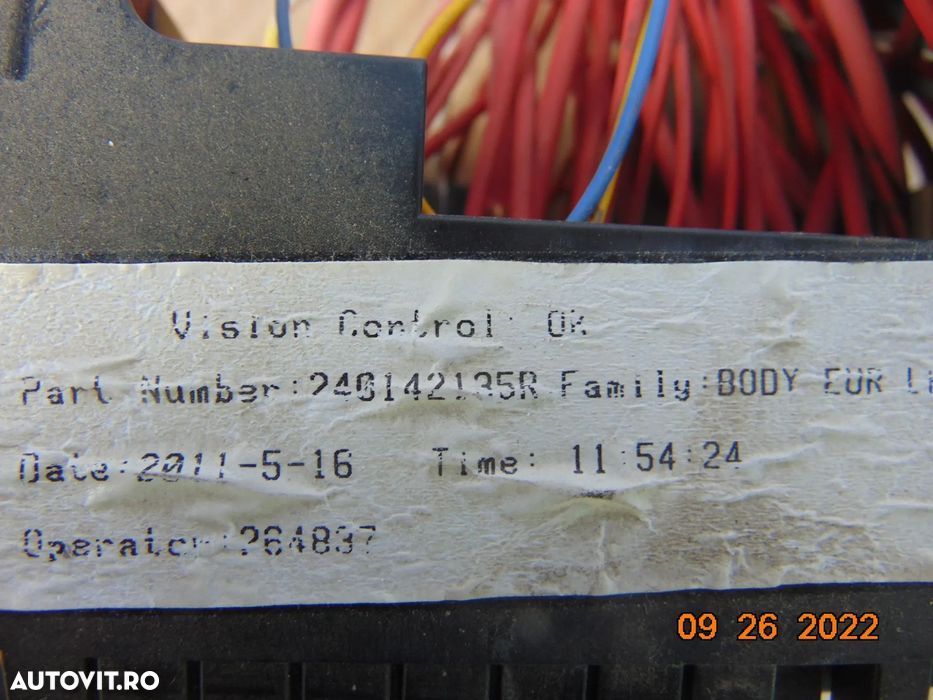 Vision Control: OK
Part Number:240142135R Family:BODY EUR
Date:2011-5-16 Time: 11:54:24
Operator:264837
09 26 2022
AUTOVIT.RO